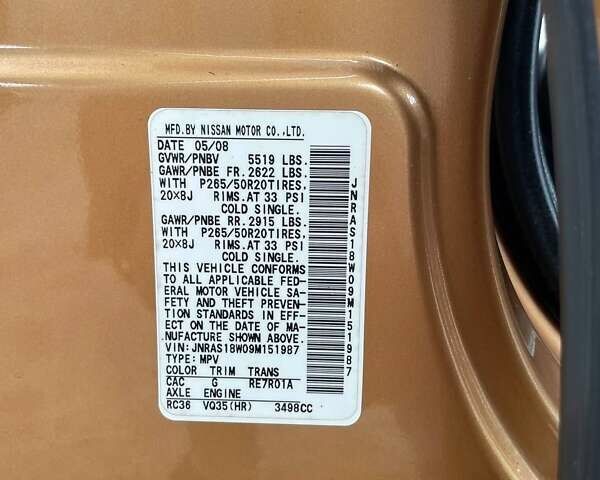 MFD.BY NISSAN MOTOR CO.,LTD.
DATE 05/08
GVWR/PNBV 5519 LBS.
GAWR/PNBE FR. 2622 LBS.
WITH P265/50R20TIRES,
20×8J RIMS.AT 33 PSI
COLD SINGLE.
GAWR/PNBE RR. 2915 LBS.
WITH P265/50R20TIRES,
20×8J RIMS.AT 33 PSI
COLD SINGLE.
THIS VEHICLE CONFORMS
TO ALL APPLICABLE FED-
ERAL MOTOR VEHICLE SA-
FETY AND THEFT PREVEN-
TION STANDARDS IN EFF-
ECT ON THE DATE OF MA-
NUFACTURE SHOWN ABOVE.
VIN:JNRAS18W09M151987
TYPE:MPV
COLOR TRIM TRANS
CAC G RE7R01A
AXLE ENGINE
RC36 VQ35(HR) 3498CC
JNRAS18W09M151987